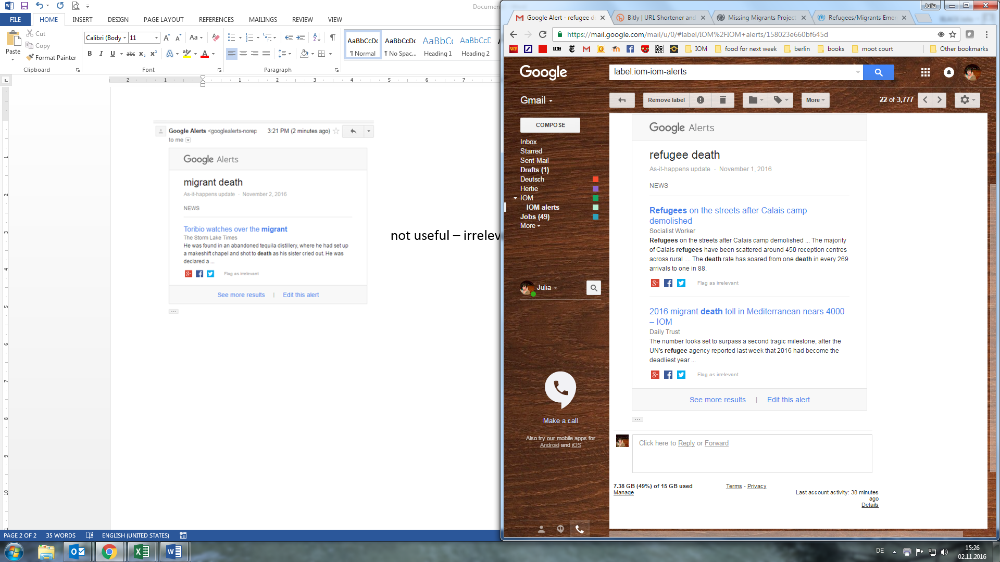 FILE
HOME
INSERT
DESIGN
PAGE LAYOUT
REFERENCES
MAILINGS
REVIEW
VIEW
Paste
Cut
Copy
Format Painter
Clipboard
Calibri (Body
11
Font
Paragraph
AaBbCcDc
¶ Normal
AaBbCcDc
¶ No Spac...
AaBbCc
Heading 1
AaBbCcD
Heading 2
2 1 1 2 3 4 5 6 7
Google Alerts <googlealerts-norep
3:21 PM (2 minutes ago)
to me
Google Alerts
migrant death
As-it-happens update · November 2, 2016
NEWS
Toribio watches over the migrant
The Storm Lake Times
He was found in an abandoned tequila distillery, where he had set up
a makeshift chapel and shot to death as his sister cried out. He was
declared a ...
Flag as irrelevant
See more results | Edit this alert
not useful – irrelev
PAGE 2 OF 2
35 WORDS
ENGLISH (UNITED STATES)
Julia
Google Alert - refugee de
Bitly | URL Shortener and
Missing Migrants Project
Refugees/Migrants Emer
https://mail.google.com/mail/u/0/#label/IOM%2FIOM+alerts/158023e660bf645d
IOM
food for next week
berlin
books
moot court
Other bookmarks
Google
label:iom-iom-alerts
Gmail
Remove label
More
22 of 3,777
COMPOSE
Inbox
Starred
Sent Mail
Drafts (1)
Deutsch
Hertie
IOM
IOM alerts
Jobs (49)
More
Julia
Make a call
Also try our mobile apps for
Android and iOS
Google Alerts
refugee death
As-it-happens update · November 1, 2016
NEWS
Refugees on the streets after Calais camp
demolished
Socialist Worker
Refugees on the streets after Calais camp demolished ... The majority
of Calais refugees have been scattered around 450 reception centres
across rural .... The death rate has soared from one death in every 269
arrivals to one in 88.
Flag as irrelevant
2016 migrant death toll in Mediterranean nears 4000
– IOM
Daily Trust
The number looks set to surpass a second tragic milestone, after the
UN's refugee agency reported last week that 2016 had become the
deadliest year ...
Flag as irrelevant
See more results | Edit this alert
Click here to Reply or Forward
7.38 GB (49%) of 15 GB used
Manage
Terms - Privacy
Last account activity: 38 minutes
ago
Details
DE
15:26
02.11.2016